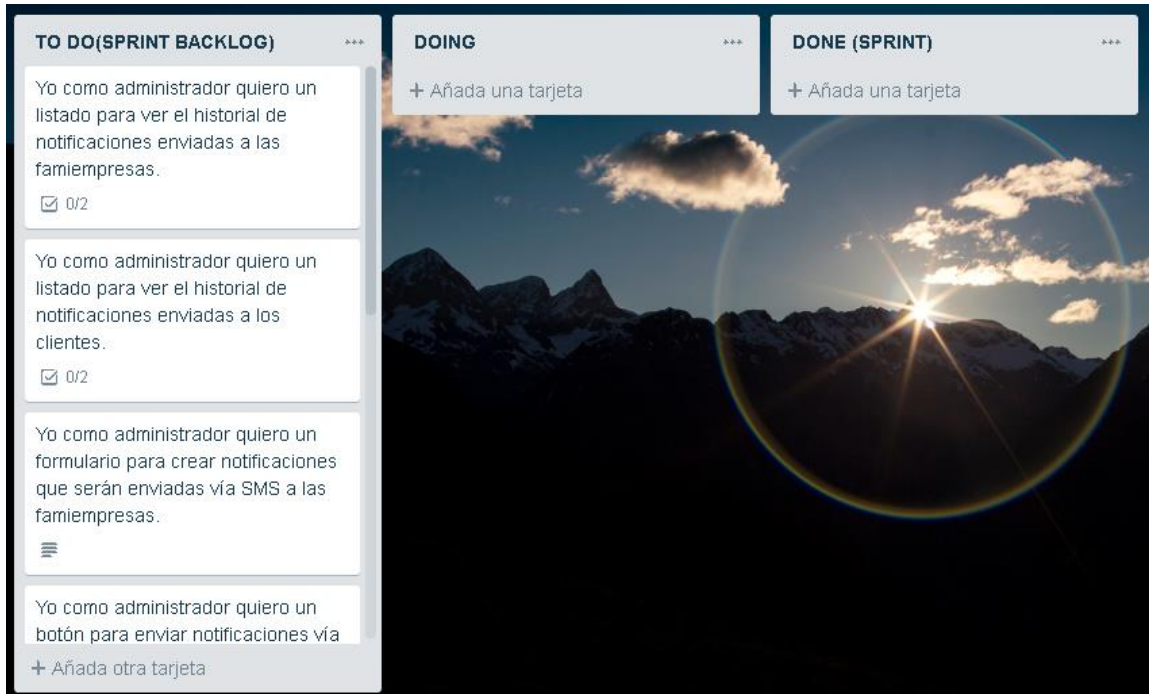 TO DO(SPRINT BACKLOG)
Yo como administrador quiero un
listado para ver el historial de
notificaciones enviadas a las
famiempresas.
0/2
Yo como administrador quiero un
listado para ver el historial de
notificaciones enviadas a los
clientes.
0/2
Yo como administrador quiero un
formulario para crear notificaciones
que serán enviadas vía SMS a las
famiempresas.
Yo como administrador quiero un
botón para enviar notificaciones vía
+ Añada otra tarjeta
DOING
+ Añada una tarjeta
DONE (SPRINT)
+ Añada una tarjeta